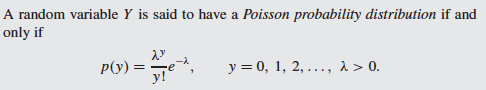 A random variable Y is said to have a Poisson probability distribution if and
only if
p(y) = λ^y/y! e^−λ, y = 0, 1, 2, . . . , λ > 0.